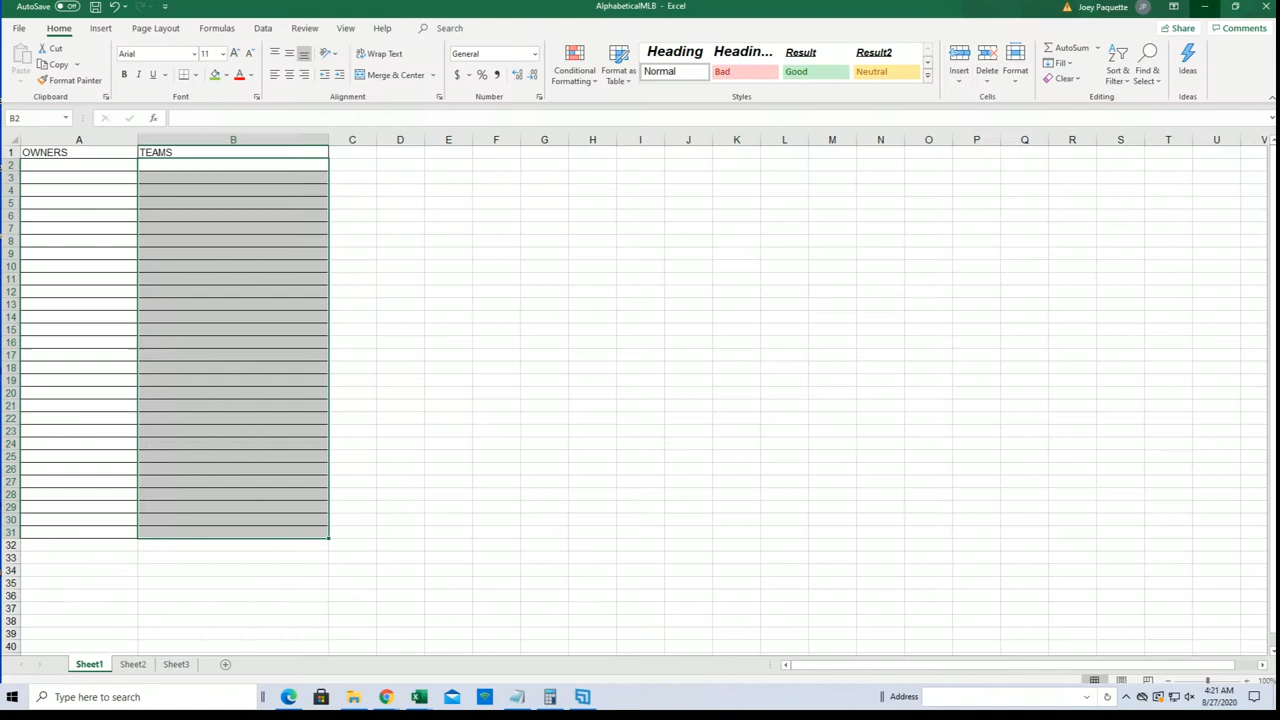 AutoSave Off
AlphabeticalMLB - Excel
Joey Paquette JP
File Home Insert Page Layout Formulas Data Review View Help Search
Share Comments
Paste
Cut
Copy
Format Painter
Clipboard
Arial 11
B I U
Font
Wrap Text
Merge & Center
Alignment
General
$ % ,
Number
Conditional Formatting
Format as Table
Heading Headin... Result Result2
Normal Bad Good Neutral
Styles
Insert Delete Format
Cells
AutoSum
Fill
Clear
Sort & Filter
Find & Select
Editing
Ideas
Ideas
B2
fx
A B C D E F G H I J K L M N O P Q R S T U V
1 OWNERS TEAMS
2
3
4
5
6
7
8
9
10
11
12
13
14
15
16
17
18
19
20
21
22
23
24
25
26
27
28
29
30
31
32
33
34
35
36
37
38
39
40
Sheet1 Sheet2 Sheet3
100%
Type here to search
Address
4:21 AM
8/27/2020